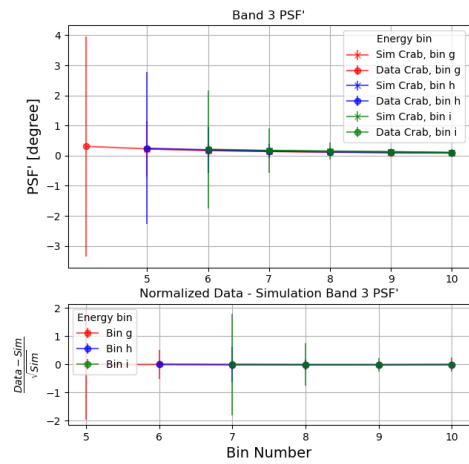 Band 3 PSF'
4
3
2
1
0
−1
−2
−3
PSF' [degree]
Energy bin
Sim Crab, bin g
Data Crab, bin g
Sim Crab, bin h
Data Crab, bin h
Sim Crab, bin i
Data Crab, bin i
5 6 7 8 9 10
Normalized Data - Simulation Band 3 PSF'
2
1
0
−1
−2
Data − Sim
√Sim
Energy bin
Bin g
Bin h
Bin i
5 6 7 8 9 10
Bin Number